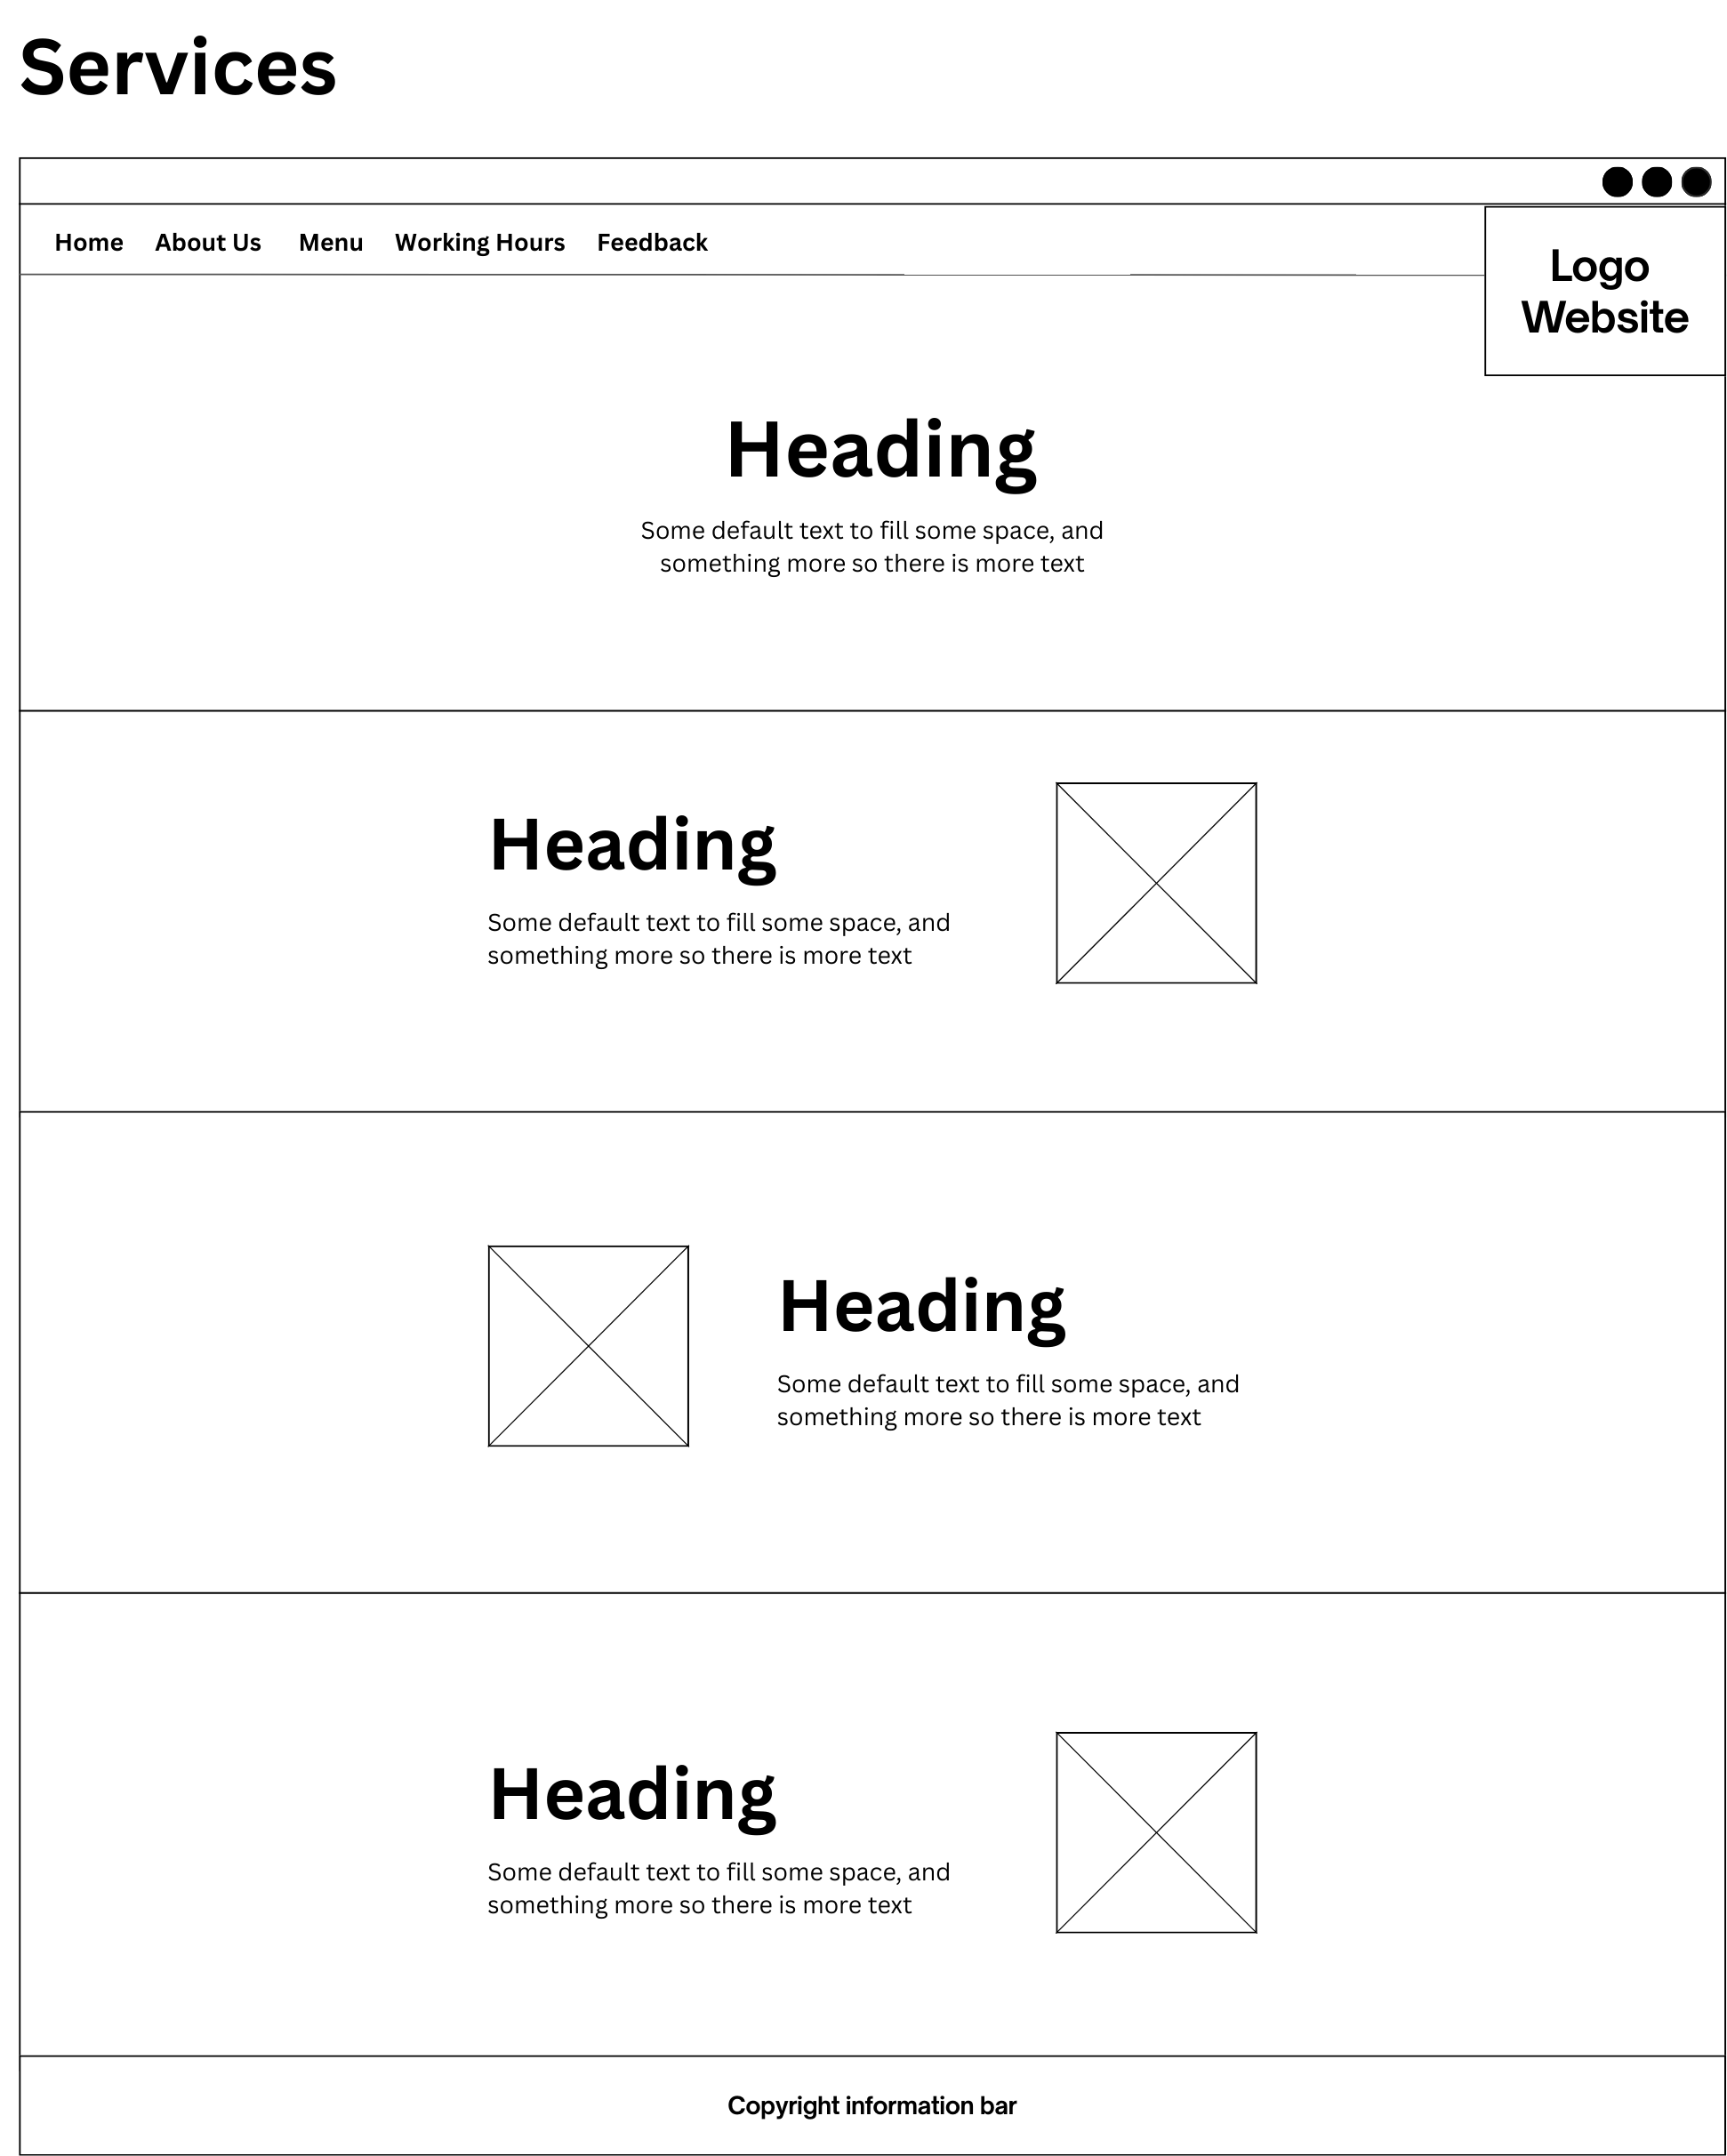 Services
Home About Us Menu Working Hours Feedback
Logo
Website
Heading
Some default text to fill some space, and
something more so there is more text
Heading
Some default text to fill some space, and
something more so there is more text
Heading
Some default text to fill some space, and
something more so there is more text
Heading
Some default text to fill some space, and
something more so there is more text
Copyright information bar